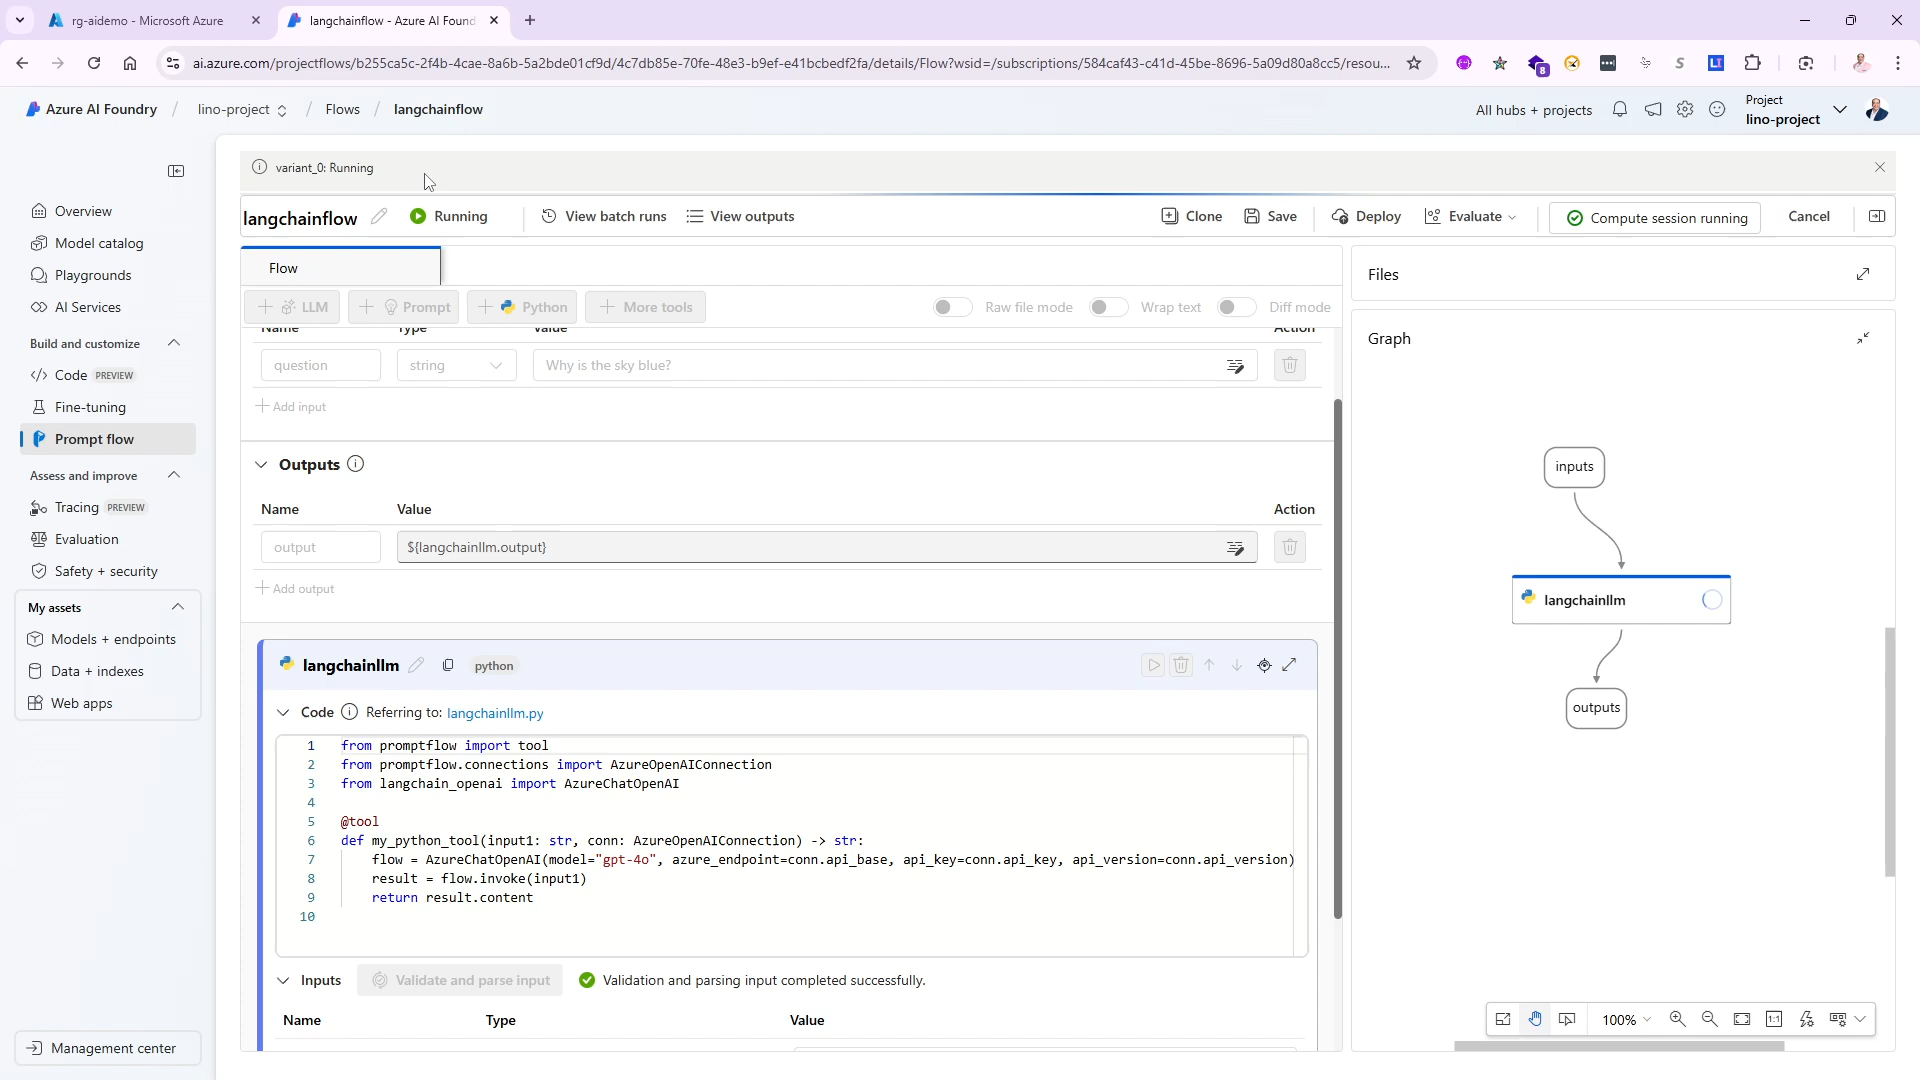 rg-aidemo - Microsoft Azure
langchainflow - Azure AI Found
ai.azure.com/projectflows/b255ca5c-2f4b-4cae-8a6b-5a2bde01cf9d/4c7db85e-70fe-48e3-b9ef-e41bcbedf2fa/details/Flow?wsid=/subscriptions/584caf43-c41d-45be-8696-5a09d80a8cc5/resou...
8
Azure AI Foundry / lino-project / Flows / langchainflow
All hubs + projects
Project
lino-project
Overview
Model catalog
Playgrounds
AI Services
Build and customize
Code PREVIEW
Fine-tuning
Prompt flow
Assess and improve
Tracing PREVIEW
Evaluation
Safety + security
My assets
Models + endpoints
Data + indexes
Web apps
Management center
variant_0: Running
langchainflow
Running
View batch runs
View outputs
Clone
Save
Deploy
Evaluate
Compute session running
Cancel
Flow
LLM
Prompt
Python
More tools
Raw file mode
Wrap text
Diff mode
Name Type Value Action
question string Why is the sky blue?
Add input
Outputs
Name Value Action
output ${langchainllm.output}
Add output
langchainllm python
Code Referring to: langchainllm.py
1 from promptflow import tool
2 from promptflow.connections import AzureOpenAIConnection
3 from langchain_openai import AzureChatOpenAI
4
5 @tool
6 def my_python_tool(input1: str, conn: AzureOpenAIConnection) -> str:
7 flow = AzureChatOpenAI(model="gpt-4o", azure_endpoint=conn.api_base, api_key=conn.api_key, api_version=conn.api_version)
8 result = flow.invoke(input1)
9 return result.content
10
Inputs Validate and parse input Validation and parsing input completed successfully.
Name Type Value
Files
Graph
inputs
langchainllm
outputs
100%
1:1